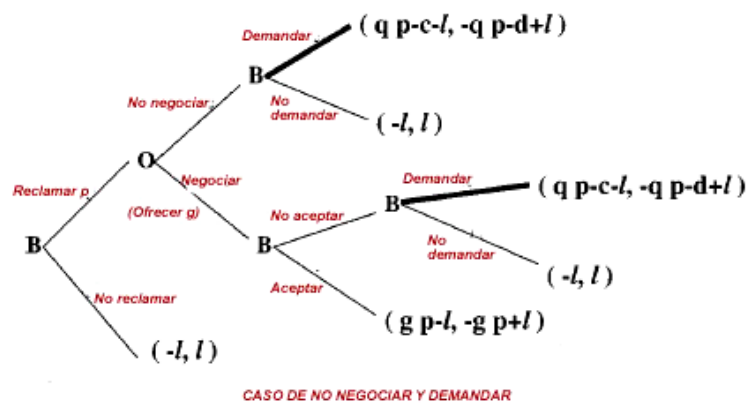 Demandar
( q p-c-l, -q p-d+l )
B
No negociar
No
demandar
( -l, l )
O
Reclamar p
Negociar
(Ofrecer g)
Demandar
( q p-c-l, -q p-d+l )
No aceptar
B
B
B
No
demandar
( -l, l )
Aceptar
No reclamar
( g p-l, -g p+l )
( -l, l )
CASO DE NO NEGOCIAR Y DEMANDAR